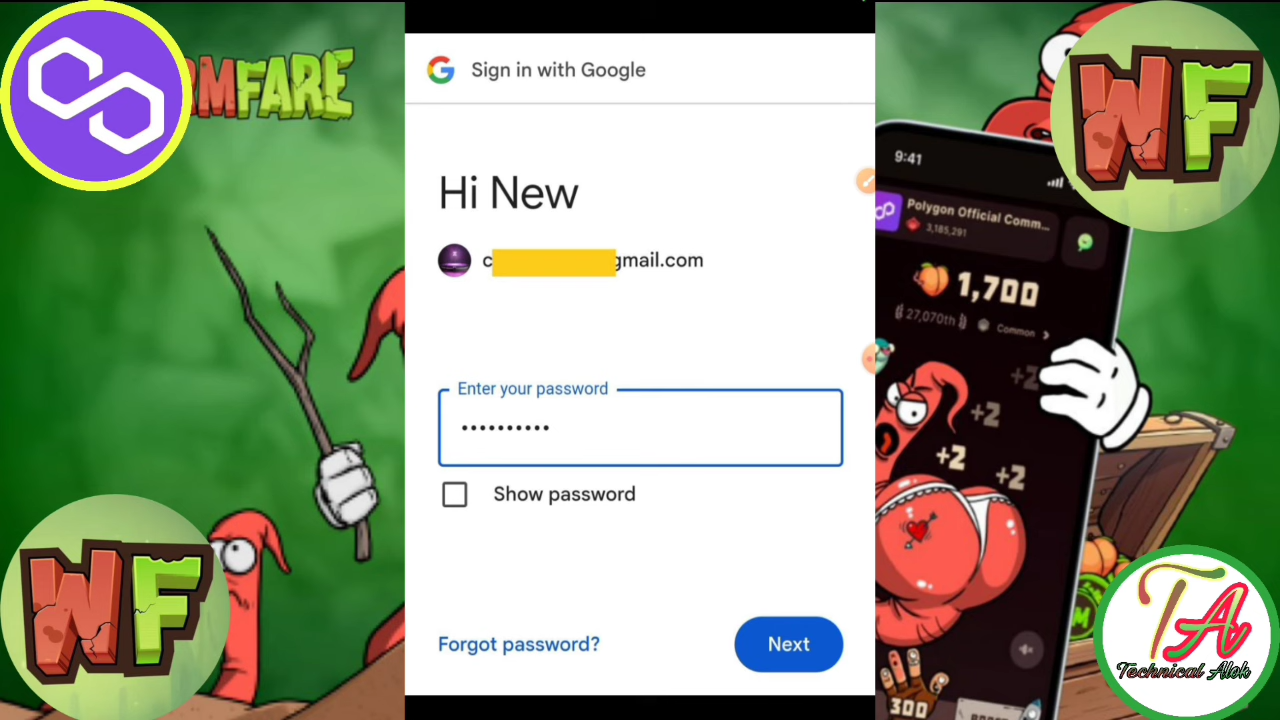 OMFARE
Sign in with Google
Hi New
c
gmail.com
Enter your password
••••••••••
Show password
Forgot password?
Next
WF
9:41
Polygon Official Comm...
3,185,291
1,700
27,070th
Common
+2
+2
+2
+2
300
WF
TA
Technical Alok